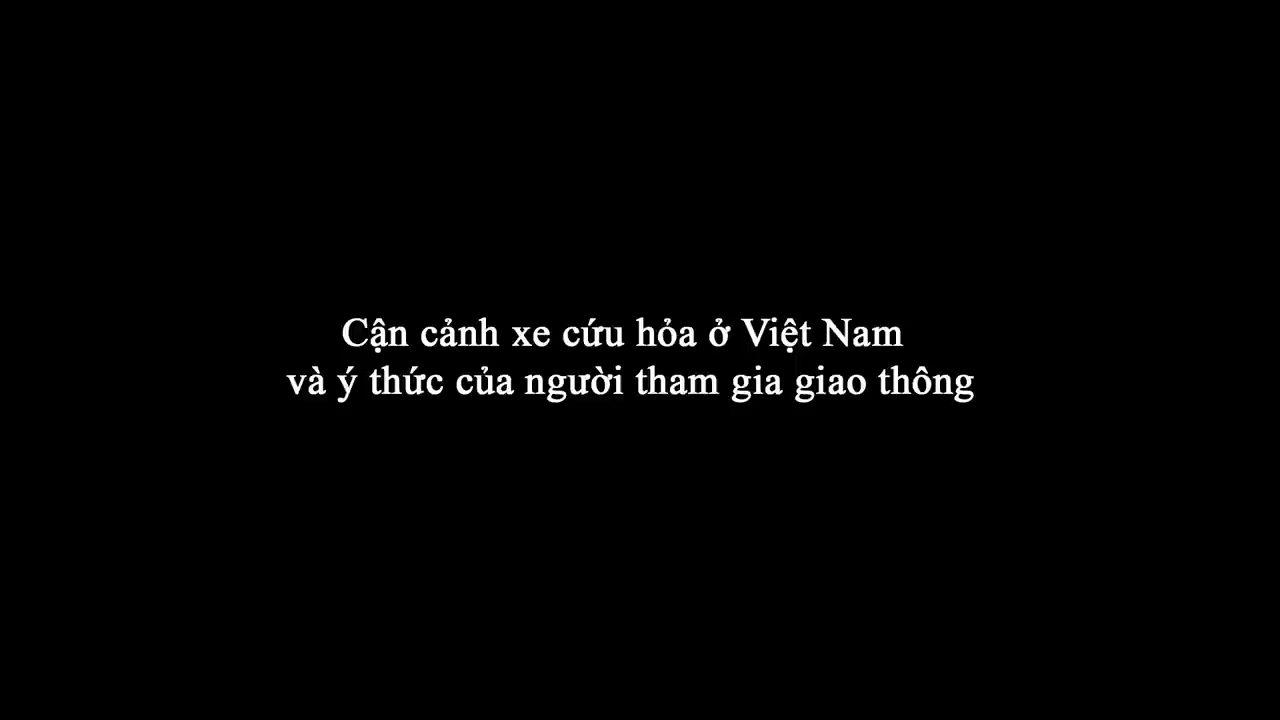 Cận cảnh xe cứu hỏa ở Việt Nam
và ý thức của người tham gia giao thông